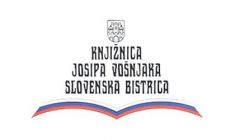 KNJIŽNICA
JOSIPA VOŠNJAKA
SLOVENSKA BISTRICA